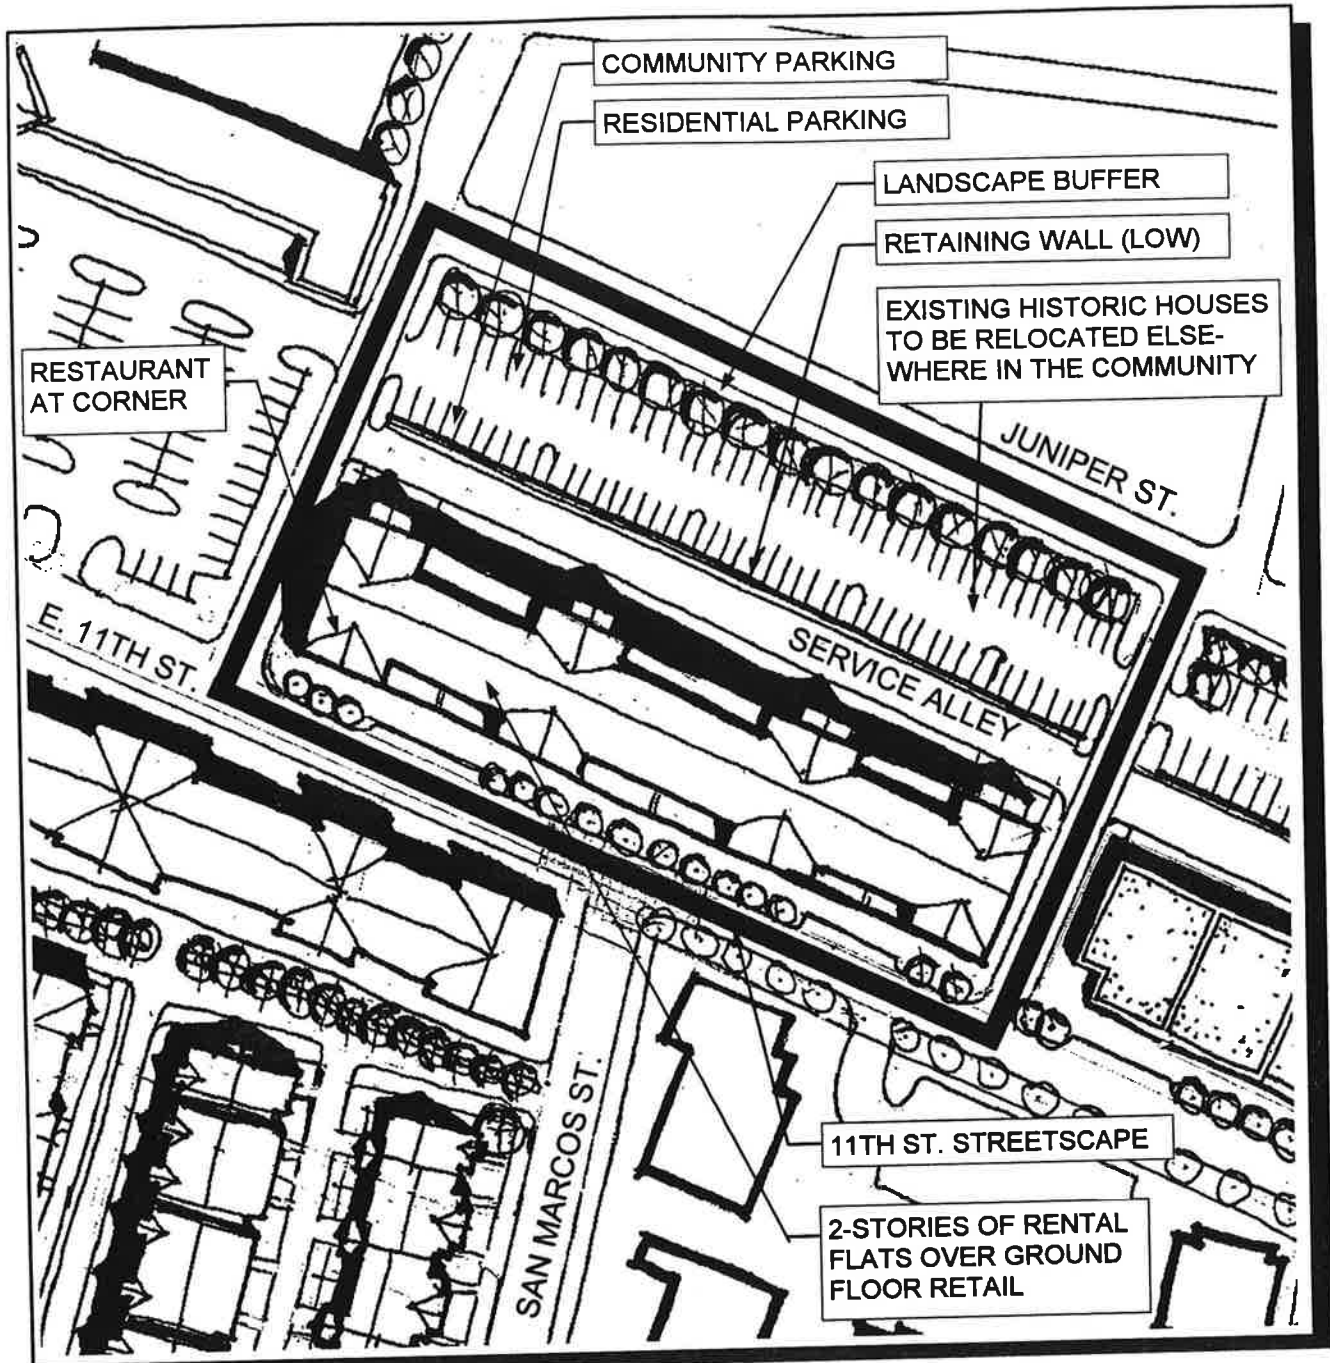 COMMUNITY PARKING
RESIDENTIAL PARKING
LANDSCAPE BUFFER
RETAINING WALL (LOW)
EXISTING HISTORIC HOUSES
TO BE RELOCATED ELSE-
WHERE IN THE COMMUNITY
RESTAURANT
AT CORNER
JUNIPER ST.
SERVICE ALLEY
E. 11TH ST.
SAN MARCOS ST.
11TH ST. STREETSCAPE
2-STORIES OF RENTAL
FLATS OVER GROUND
FLOOR RETAIL